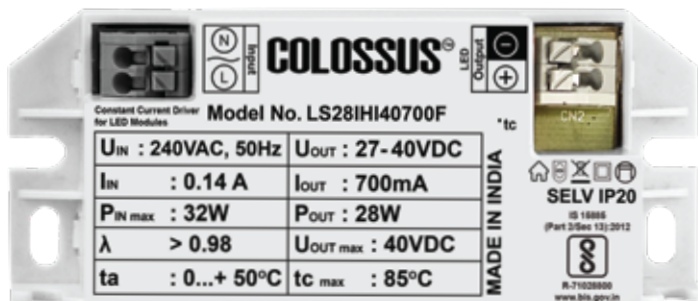 N
L
Input
COLOSSUS
LED
Output
Constant Current Driver
for LED Modules
Model No. LS28IHI40700F
*tc
CN2
UIN : 240VAC, 50Hz UOUT : 27-40VDC
IIN : 0.14 A IOUT : 700mA
PIN max : 32W POUT : 28W
λ > 0.98 UOUT max : 40VDC
ta : 0...+ 50°C tc max : 85°C
MADE IN INDIA
SELV IP20
IS 15885
(Part 2/Sec 13):2012
R-71028800
www.bis.gov.in